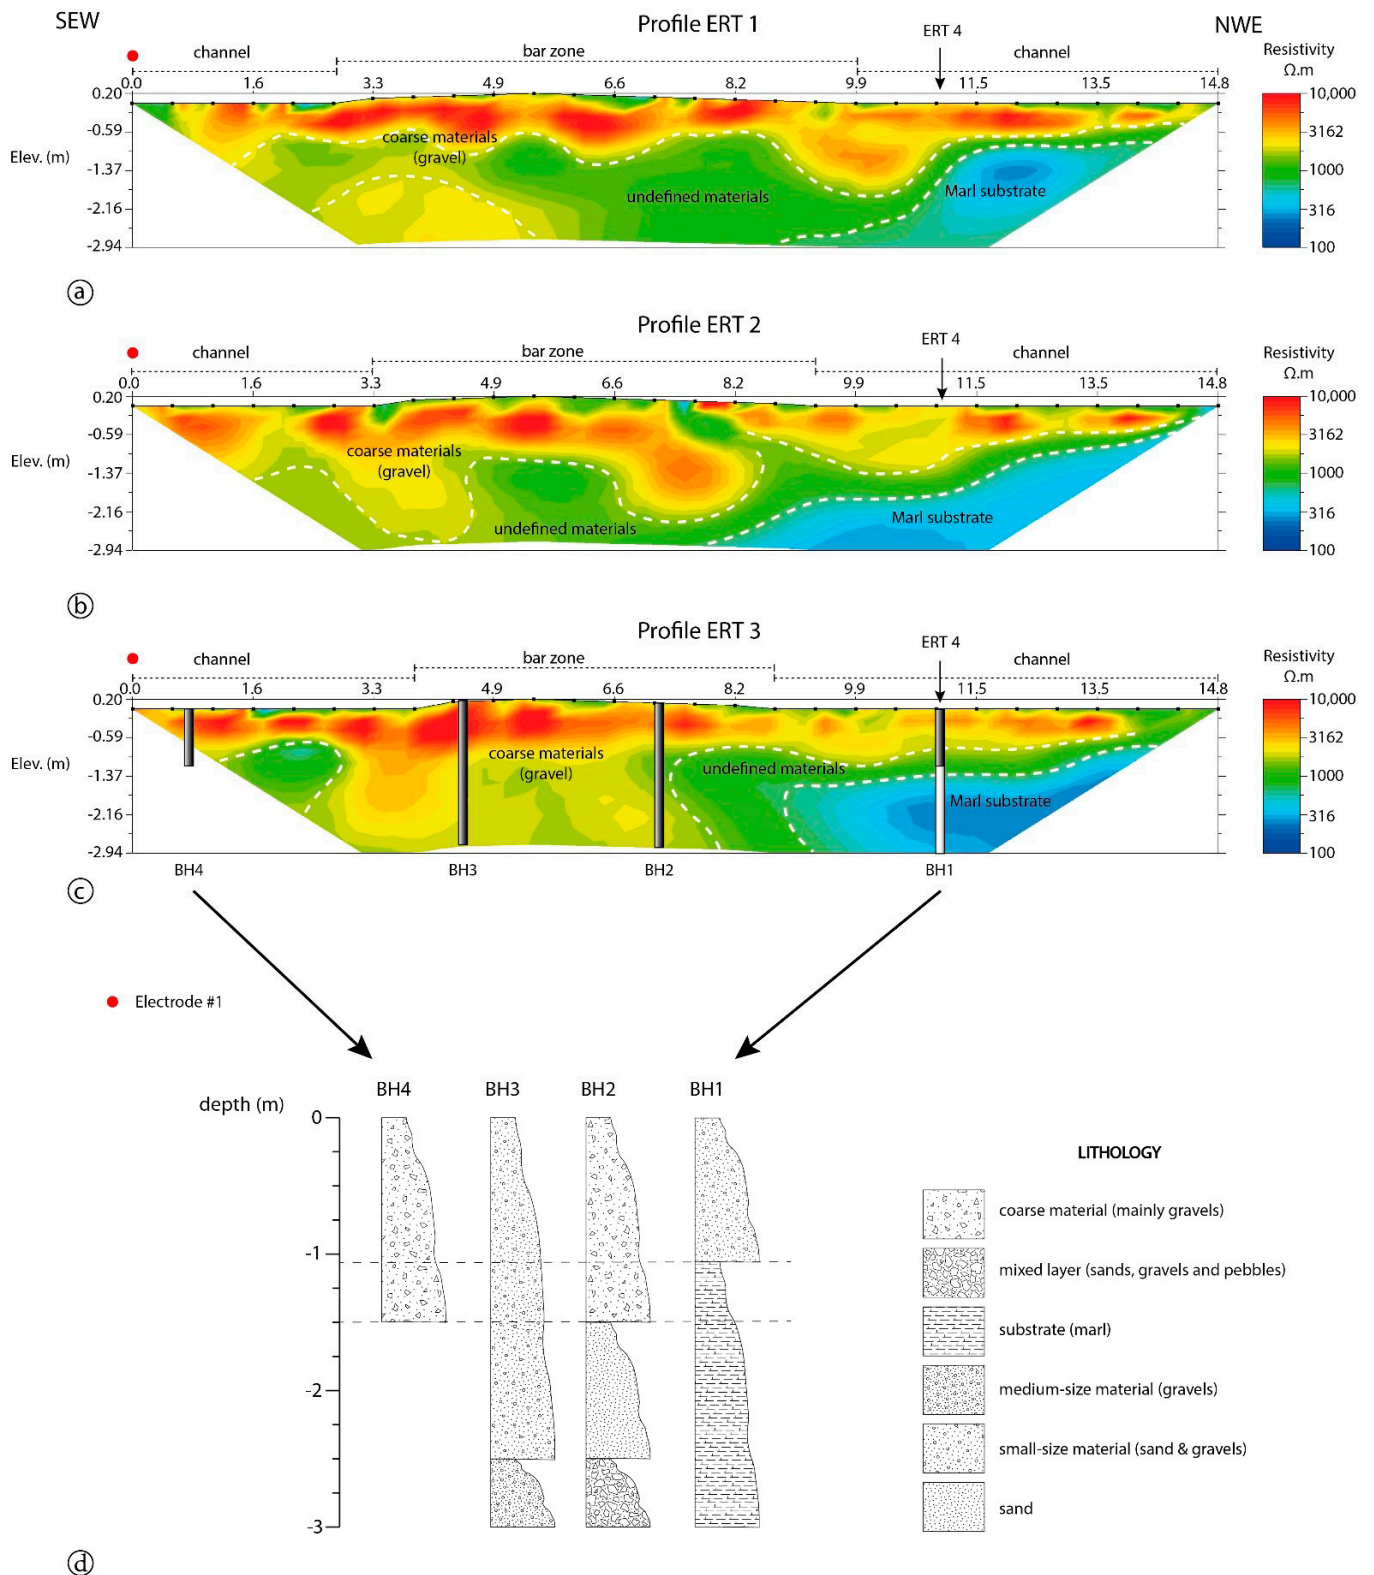 SEW
Profile ERT 1
NWE
ERT 4
channel
bar zone
channel
Resistivity
Ω.m
0.0 1.6 3.3 4.9 6.6 8.2 9.9 11.5 13.5 14.8
0.20
-0.59
Elev. (m)
-1.37
-2.16
-2.94
coarse materials
(gravel)
undefined materials
Marl substrate
10,000
3162
1000
316
100
a
Profile ERT 2
ERT 4
channel
bar zone
channel
Resistivity
Ω.m
0.0 1.6 3.3 4.9 6.6 8.2 9.9 11.5 13.5 14.8
0.20
-0.59
Elev. (m)
-1.37
-2.16
-2.94
coarse materials
(gravel)
undefined materials
Marl substrate
10,000
3162
1000
316
100
b
Profile ERT 3
ERT 4
channel
bar zone
channel
Resistivity
Ω.m
0.0 1.6 3.3 4.9 6.6 8.2 9.9 11.5 13.5 14.8
0.20
-0.59
Elev. (m)
-1.37
-2.16
-2.94
coarse materials
(gravel)
undefined materials
Marl substrate
10,000
3162
1000
316
100
BH4 BH3 BH2 BH1
c
Electrode #1
BH4 BH3 BH2 BH1
depth (m)
0
-1
-2
-3
LITHOLOGY
coarse material (mainly gravels)
mixed layer (sands, gravels and pebbles)
substrate (marl)
medium-size material (gravels)
small-size material (sand & gravels)
sand
d